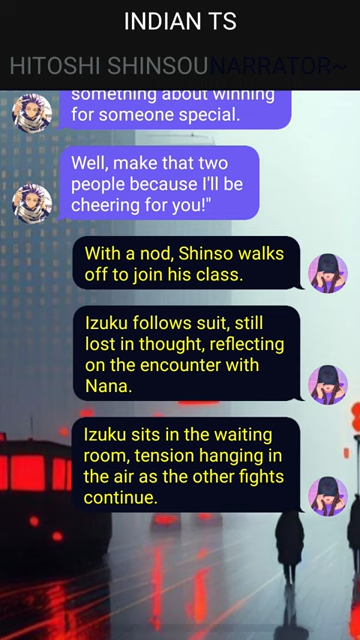 INDIAN TS
HITOSHI SHINSOU NARRATOR~
something about winning
for someone special.
Well, make that two
people because I'll be
cheering for you!"
With a nod, Shinso walks
off to join his class.
Izuku follows suit, still
lost in thought, reflecting
on the encounter with
Nana.
Izuku sits in the waiting
room, tension hanging in
the air as the other fights
continue.